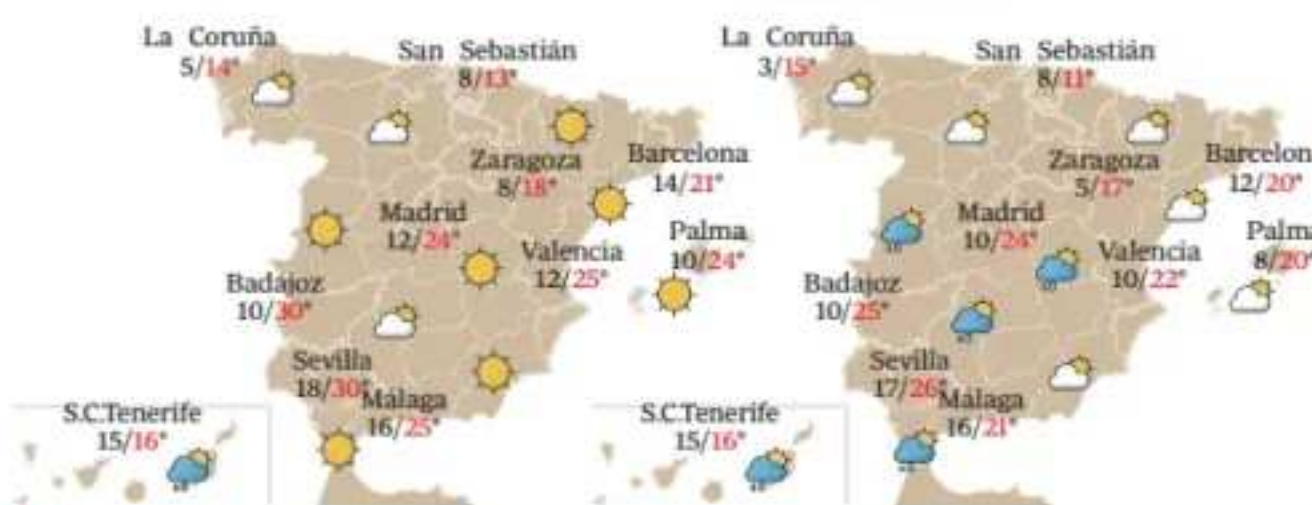 La Coruña
5/14°
San Sebastián
8/13°
Zaragoza
8/18°
Barcelona
14/21°
Madrid
12/24°
Valencia
12/25°
Palma
10/24°
Badajoz
10/30°
Sevilla
18/30°
Málaga
16/25°
S.C.Tenerife
15/16°
La Coruña
3/15°
San Sebastián
8/11°
Zaragoza
5/17°
Barcelon
12/20°
Madrid
10/24°
Valencia
10/22°
Palma
8/20°
Badajoz
10/25°
Sevilla
17/26°
Málaga
16/21°
S.C.Tenerife
15/16°